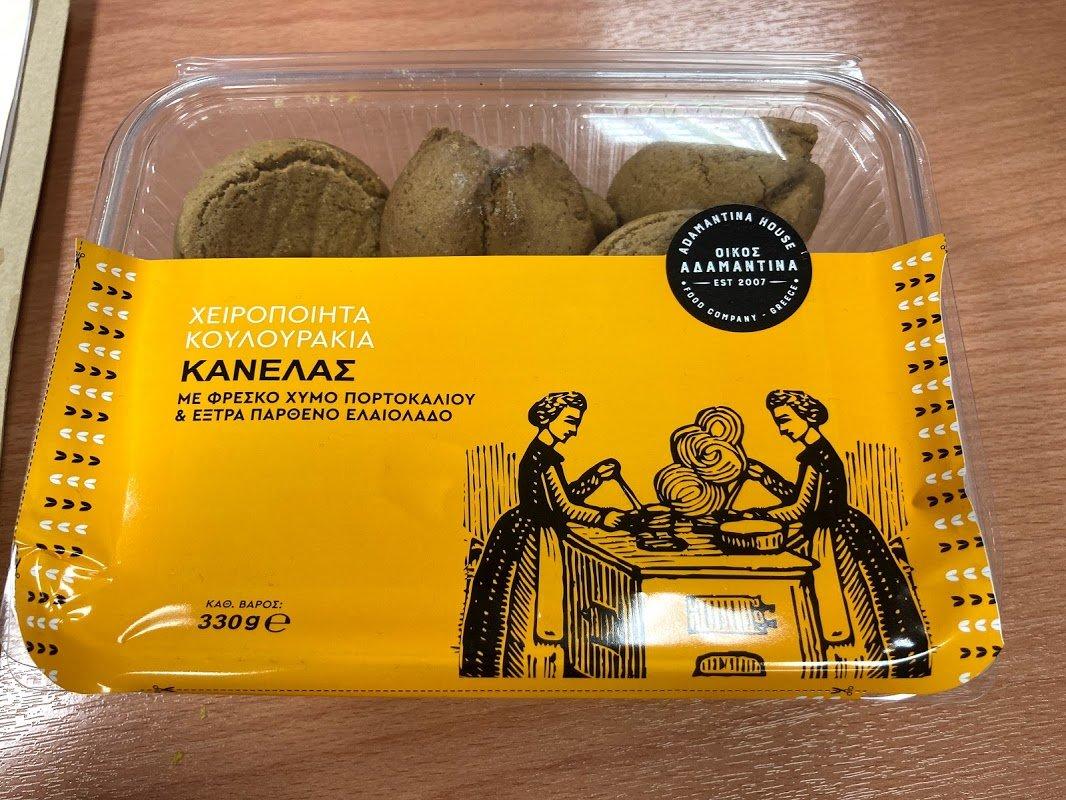 ADAMANTINA HOUSE
ΟΙΚΟΣ
ΑΔΑΜΑΝΤΙΝΑ
EST 2007
FOOD COMPANY - GREECE
ΧΕΙΡΟΠΟΙΗΤΑ
ΚΟΥΛΟΥΡΑΚΙΑ
ΚΑΝΕΛΑΣ
ΜΕ ΦΡΕΣΚΟ ΧΥΜΟ ΠΟΡΤΟΚΑΛΙΟΥ
& ΕΞΤΡΑ ΠΑΡΘΕΝΟ ΕΛΑΙΟΛΑΔΟ
ΚΑΘ. ΒΑΡΟΣ:
330g ℮